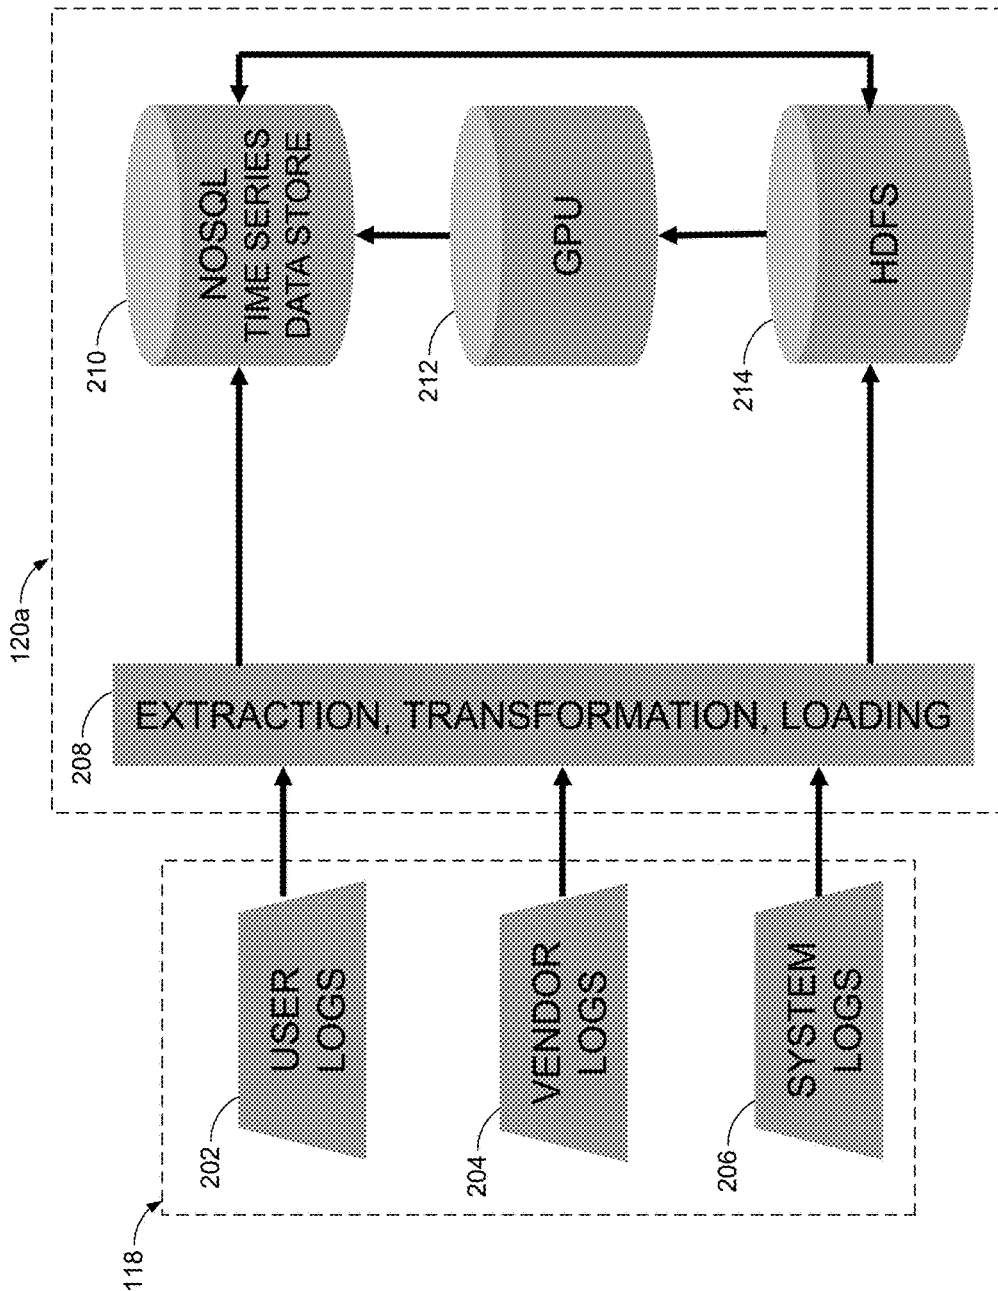 118
202
USER
LOGS
204
VENDOR
LOGS
206
SYSTEM
LOGS
120a
208
EXTRACTION, TRANSFORMATION, LOADING
210
NOSQL
TIME SERIES
DATA STORE
212
GPU
214
HDFS